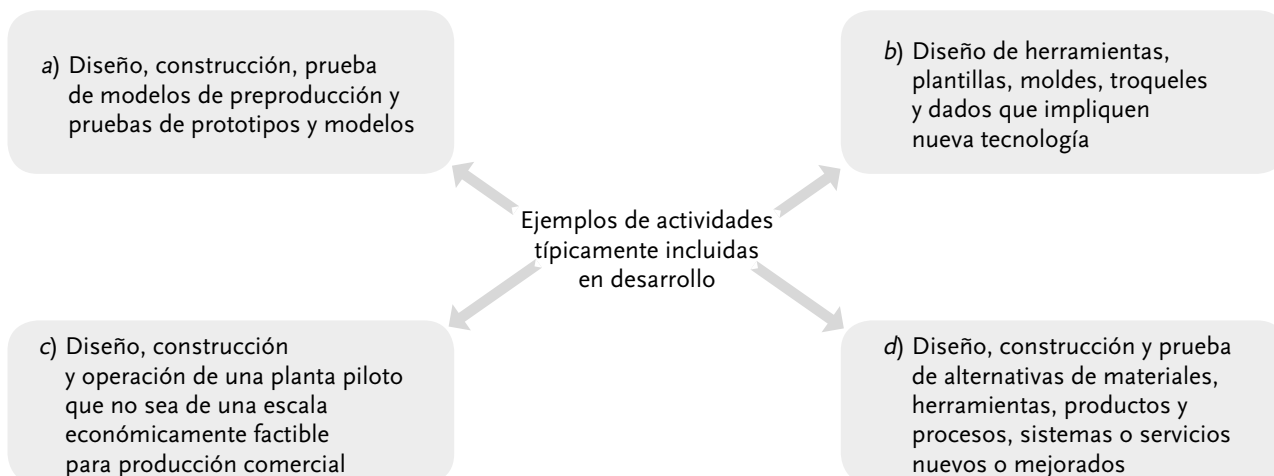 a) Diseño, construcción, prueba
de modelos de preproducción y
pruebas de prototipos y modelos
b) Diseño de herramientas,
plantillas, moldes, troqueles
y dados que impliquen
nueva tecnología
Ejemplos de actividades
típicamente incluidas
en desarrollo
c) Diseño, construcción
y operación de una planta piloto
que no sea de una escala
económicamente factible
para producción comercial
d) Diseño, construcción y prueba
de alternativas de materiales,
herramientas, productos y
procesos, sistemas o servicios
nuevos o mejorados